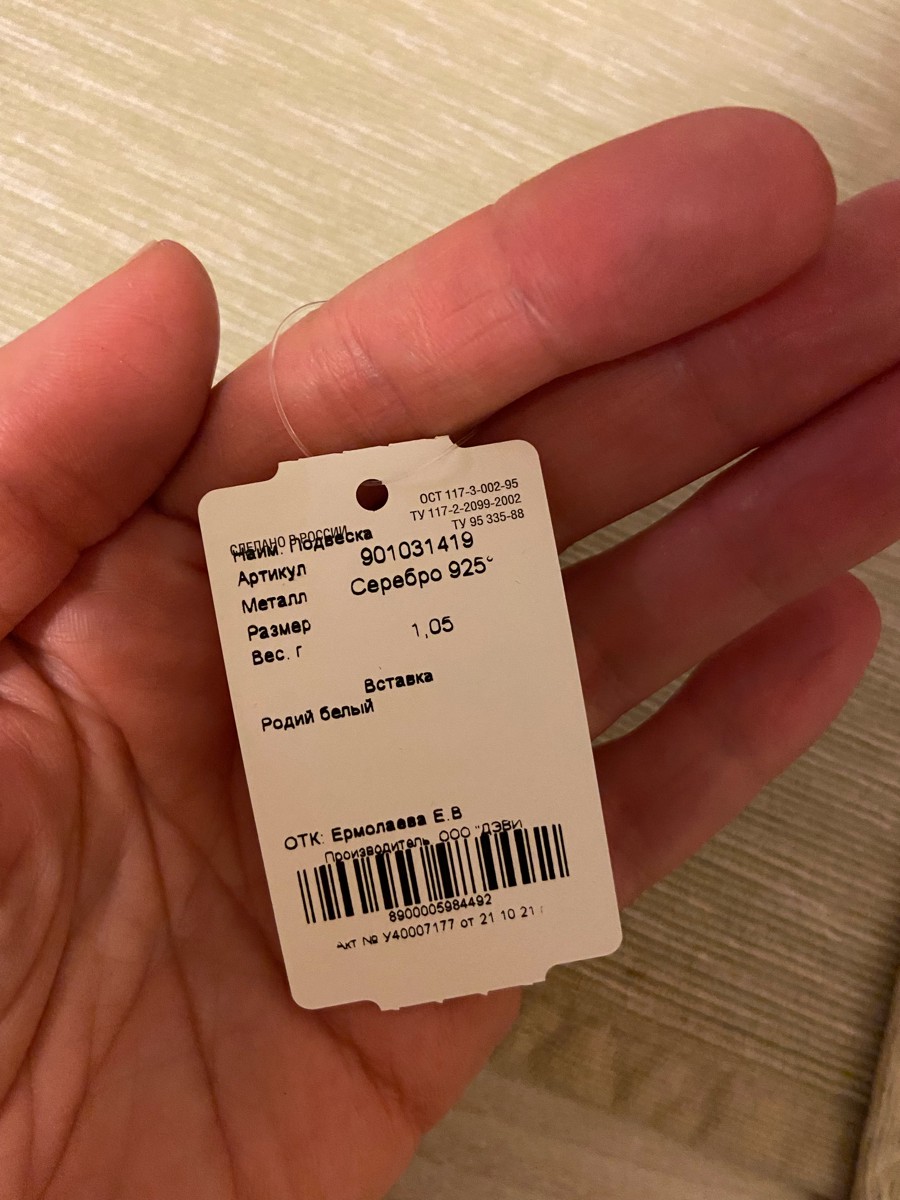 ОСТ 117-3-002-95
ТУ 117-2-2099-2002
ТУ 95 335-88
СДЕЛАНО В РОССИИ
Наим. Подвеска
Артикул 901031419
Металл Серебро 925°
Размер
Вес. г 1,05
Вставка
Родий белый
ОТК: Ермолаева Е.В
Производитель ООО "ДЭВИ
8900005984492
Акт № У40007177 от 21 10 21 г